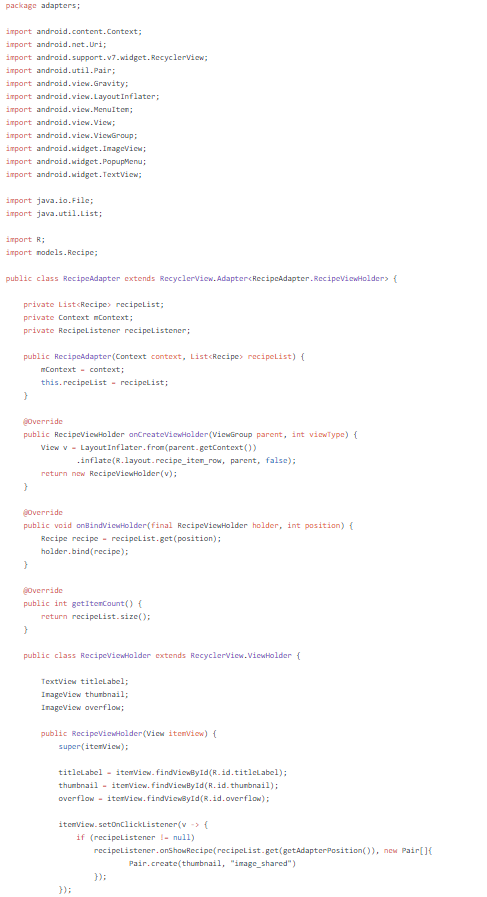 package adapters;
import android.content.Context;
import android.net.Uri;
import android.support.v7.widget.RecyclerView;
import android.util.Pair;
import android.view.Gravity;
import android.view.LayoutInflater;
import android.view.MenuItem;
import android.view.View;
import android.view.ViewGroup;
import android.widget.ImageView;
import android.widget.PopupMenu;
import android.widget.TextView;
import java.io.File;
import java.util.List;
import R;
import models.Recipe;
public class RecipeAdapter extends RecyclerView.Adapter<RecipeAdapter.RecipeViewHolder> {
private List<Recipe> recipeList;
private Context mContext;
private RecipeListener recipeListener;
public RecipeAdapter(Context context, List<Recipe> recipeList) {
mContext = context;
this.recipeList = recipeList;
}
@Override
public RecipeViewHolder onCreateViewHolder(ViewGroup parent, int viewType) {
View v = LayoutInflater.from(parent.getContext())
.inflate(R.layout.recipe_item_row, parent, false);
return new RecipeViewHolder(v);
}
@Override
public void onBindViewHolder(final RecipeViewHolder holder, int position) {
Recipe recipe = recipeList.get(position);
holder.bind(recipe);
}
@Override
public int getItemCount() {
return recipeList.size();
}
public class RecipeViewHolder extends RecyclerView.ViewHolder {
TextView titleLabel;
ImageView thumbnail;
ImageView overflow;
public RecipeViewHolder(View itemView) {
super(itemView);
titleLabel = itemView.findViewById(R.id.titleLabel);
thumbnail = itemView.findViewById(R.id.thumbnail);
overflow = itemView.findViewById(R.id.overflow);
itemView.setOnClickListener(v -> {
if (recipeListener != null)
recipeListener.onShowRecipe(recipeList.get(getAdapterPosition()), new Pair[]{
Pair.create(thumbnail, "image_shared")
});
});